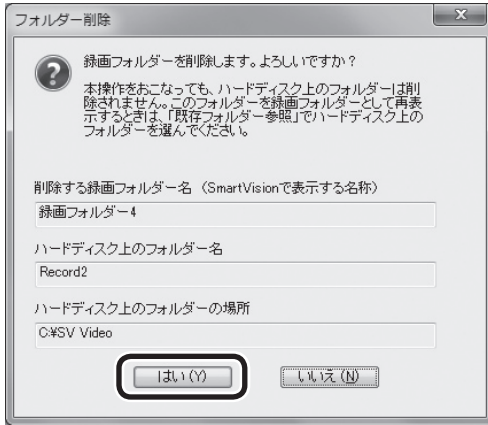 フォルダー削除
録画フォルダーを削除します。よろしいですか？
本操作をおこなっても、ハードディスク上のフォルダーは削
除されません。このフォルダーを録画フォルダーとして再表
示するときは、「既存フォルダー参照」でハードディスク上の
フォルダーを選んでください。
削除する録画フォルダー名（SmartVisionで表示する名称）
録画フォルダー4
ハードディスク上のフォルダー名
Record2
ハードディスク上のフォルダーの場所
C:¥SV Video
はい(Y)
いいえ(N)